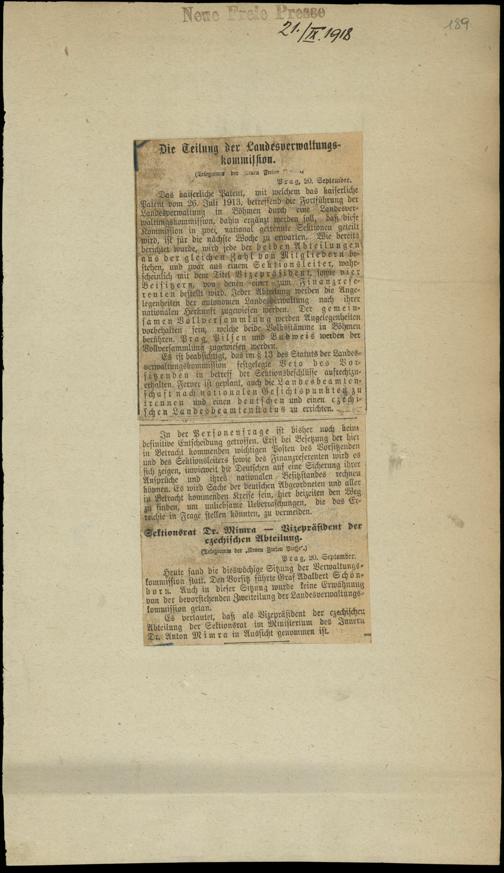 Neue Freie Presse
21./IX. 1918
189
Die Teilung der Landesverwaltungs-
kommission.
(Telegramm der „Neuen Freien
Prag, 20. September.
Das kaiserliche Patent, mit welchem das kaiserliche
Patent vom 26. Juli 1913, betreffend die Fortführung der
Landesverwaltung in Böhmen durch eine Landesver-
waltungskommission, dahin ergänzt werden soll, daß diese
Kommission in zwei, national getrennte Sektionen geteilt
wird, ist für die nächste Woche zu erwarten. Wie bereits
berichtet wurde, wird jede der beiden Abteilungen
aus der gleichen Zahl von Mitgliedern be-
stehen, und zwar aus einem Sektionsleiter, wahr-
scheinlich mit dem Titel Vizepräsident, sowie vier
Beisitzern, von denen einer zum Finanzrefe-
renten bestellt wird. Jeder Abteilung werden die Ange-
legenheiten der autonomen Landesverwaltung nach ihrer
nationalen Herkunft zugewiesen werden. Der gemein-
samen Vollversammlung werden Angelegenheiten
vorbehalten sein, welche beide Volksstämme in Böhmen
berühren. Prag, Pilsen und Budweis werden der
Vollversammlung zugewiesen werden.
Es ist beabsichtigt, das im § 13 des Statuts der Landes-
verwaltungskommission festgelegte Veto des Vor-
sitzenden in betreff der Sektionsbeschlüsse aufrechtzu-
erhalten. Ferner ist geplant, auch die Landesbeamten-
schaft nach nationalen Gesichtspunkten zu
trennen und einen deutschen und einen czechi-
schen Landesbeamtenstatus zu errichten.
In der Personenfrage ist bisher noch keine
definitive Entscheidung getroffen. Erst bei Besetzung der hier
in Betracht kommenden wichtigen Posten des Vorsitzenden
und des Sektionsleiters sowie des Finanzreferenten wird es
sich zeigen, inwieweit die Deutschen auf eine Sicherung ihrer
Ansprüche und ihres nationalen Besitzstandes rechnen
können. Es wird Sache der deutschen Abgeordneten und aller
in Betracht kommenden Kreise sein, hier beizeiten den Weg
zu finden, um unliebsame Ueberraschungen, die das Er-
reichte in Frage stellen könnten, zu vermeiden.
Sektionsrat Dr. Mimra — Vizepräsident der
czechischen Abteilung.
(Telegramm der „Neuen Freien Presse“.)
Prag, 20. September.
Heute fand die dieswöchige Sitzung der Verwaltungs-
kommission statt. Den Vorsitz führte Graf Adalbert Schön-
born. Auch in dieser Sitzung wurde keine Erwähnung
von der bevorstehenden Zweiteilung der Landesverwaltungs-
kommission getan.
Es verlautet, daß als Vizepräsident der czechischen
Abteilung der Sektionsrat im Ministerium des Innern
Dr. Anton Mimra in Aussicht genommen ist.